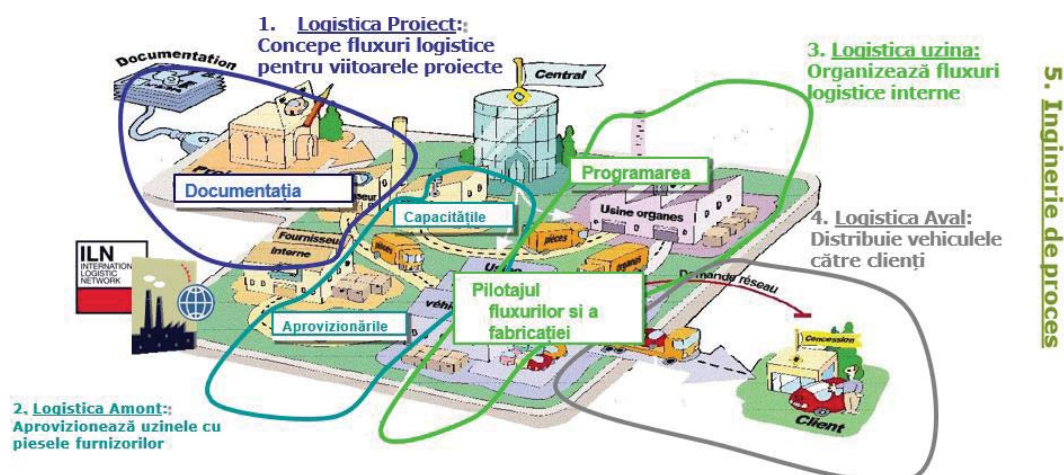 1. Logistica Proiect:
Concepe fluxuri logistice
pentru viitoarele proiecte
Documentation
Central
3. Logistica uzina:
Organizează fluxuri
logistice interne
5. Inginerie de proces
Documentația
Programarea
Capacitățile
Usine organes
4. Logistica Aval:
Distribuie vehiculele
către clienți
Fournisseur
Interne
pièces
pièces
organes
ILN
INTERNATIONAL
LOGISTIC
NETWORK
Demande réseau
Pilotajul
fluxurilor si a
fabricației
Aprovizionările
Concession
Client
2. Logistica Amont:
Aprovizionează uzinele cu
piesele furnizorilor